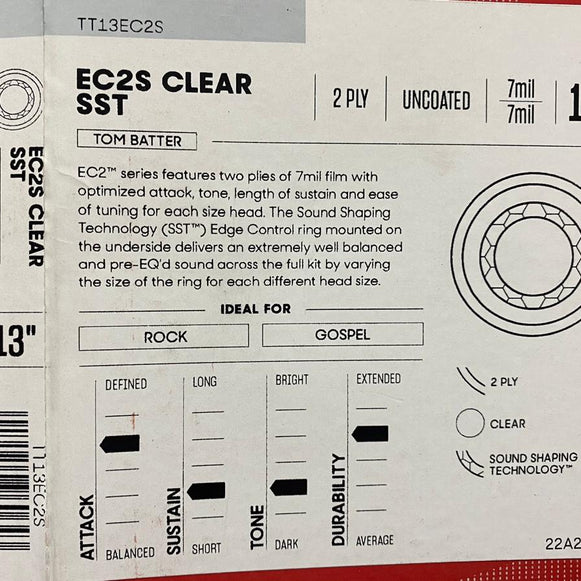 TT13EC2S
EC2S CLEAR
SST
2 PLY
UNCOATED
7mil
7mil
1
TOM BATTER
EC2™ series features two plies of 7mil film with
optimized attack, tone, length of sustain and ease
of tuning for each size head. The Sound Shaping
Technology (SST™) Edge Control ring mounted on
the underside delivers an extremely well balanced
and pre-EQ'd sound across the full kit by varying
the size of the ring for each different head size.
IDEAL FOR
ROCK
GOSPEL
DEFINED
ATTACK
BALANCED
LONG
SUSTAIN
SHORT
BRIGHT
TONE
DARK
EXTENDED
DURABILITY
AVERAGE
2 PLY
CLEAR
SOUND SHAPING
TECHNOLOGY™
22A2
EC2S CLEAR
SST
13"
TT13EC2S